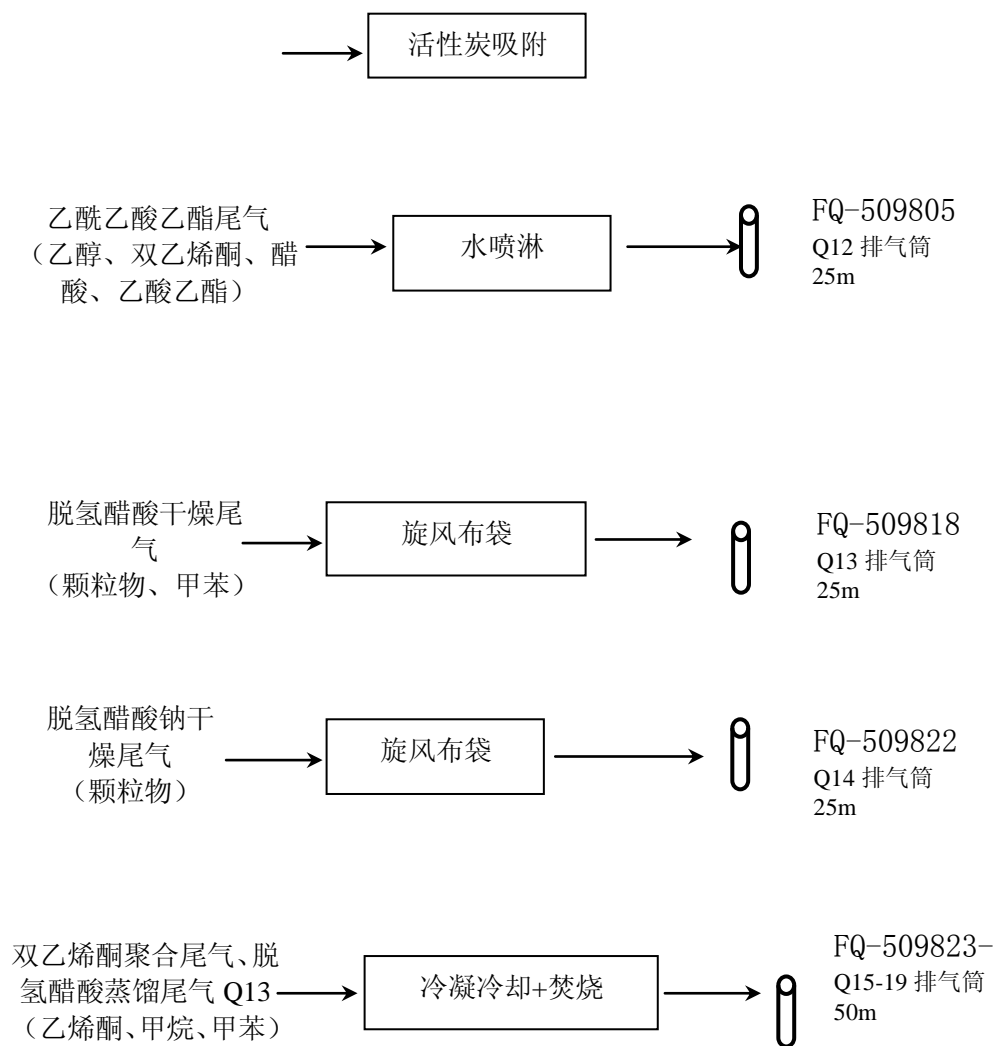 活性炭吸附
乙酰乙酸乙酯尾气
（乙醇、双乙烯酮、醋
酸、乙酸乙酯）
水喷淋
FQ-509805
Q12 排气筒
25m
脱氢醋酸干燥尾
气
（颗粒物、甲苯）
旋风布袋
FQ-509818
Q13 排气筒
25m
脱氢醋酸钠干
燥尾气
（颗粒物）
旋风布袋
FQ-509822
Q14 排气筒
25m
双乙烯酮聚合尾气、脱
氢醋酸蒸馏尾气 Q13
（乙烯酮、甲烷、甲苯）
冷凝冷却+焚烧
FQ-509823-
Q15-19 排气筒
50m